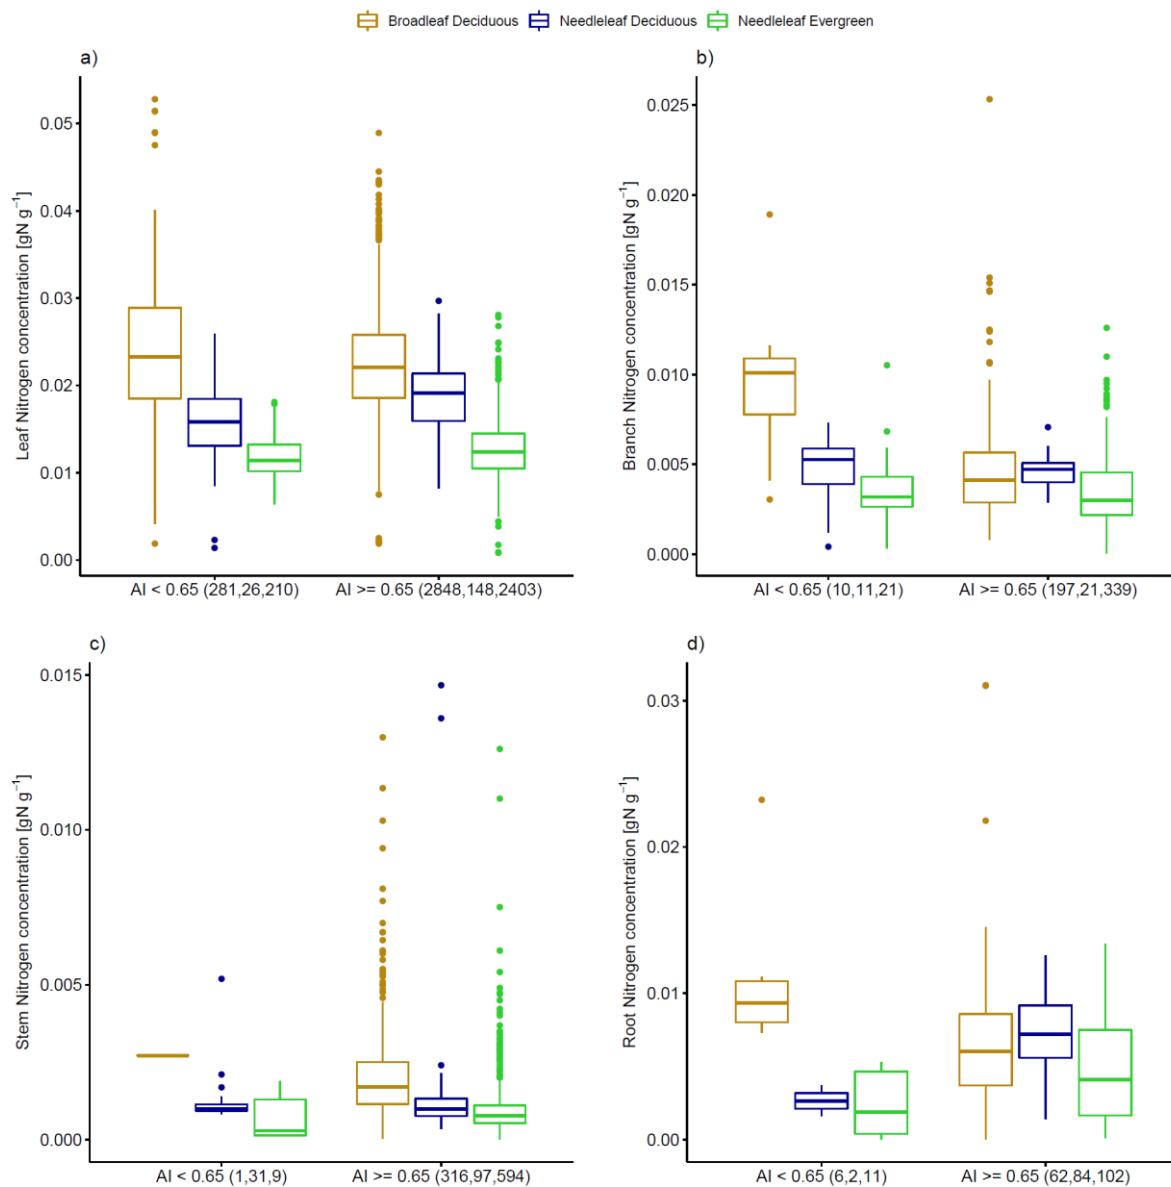 Broadleaf Deciduous Needleleaf Deciduous Needleleaf Evergreen
a)
Leaf Nitrogen concentration [gN g⁻¹]
0.05
0.04
0.03
0.02
0.01
0.00
AI < 0.65 (281,26,210) AI >= 0.65 (2848,148,2403)
b)
Branch Nitrogen concentration [gN g⁻¹]
0.025
0.020
0.015
0.010
0.005
0.000
AI < 0.65 (10,11,21) AI >= 0.65 (197,21,339)
c)
Stem Nitrogen concentration [gN g⁻¹]
0.015
0.010
0.005
0.000
AI < 0.65 (1,31,9) AI >= 0.65 (316,97,594)
d)
Root Nitrogen concentration [gN g⁻¹]
0.03
0.02
0.01
0.00
AI < 0.65 (6,2,11) AI >= 0.65 (62,84,102)